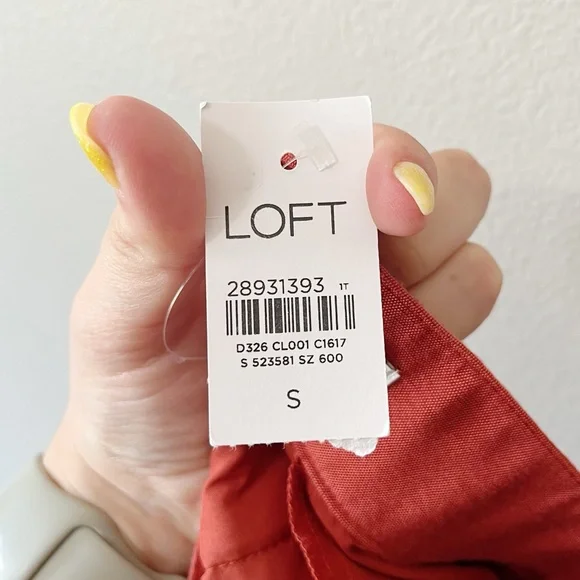 LOFT
28931393 1T
D326 CL001 C1617
S 523581 SZ 600
S